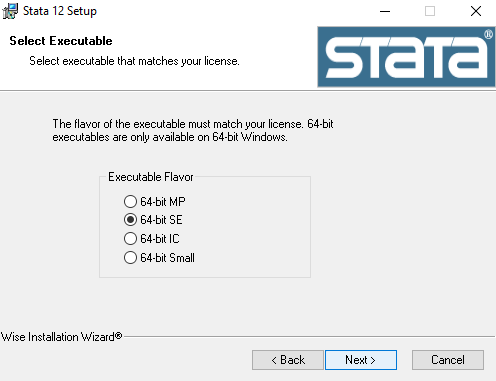 Stata 12 Setup
Select Executable
Select executable that matches your license.
STATA®
The flavor of the executable must match your license. 64-bit
executables are only available on 64-bit Windows.
Executable Flavor
64-bit MP
64-bit SE
64-bit IC
64-bit Small
Wise Installation Wizard®
< Back
Next >
Cancel